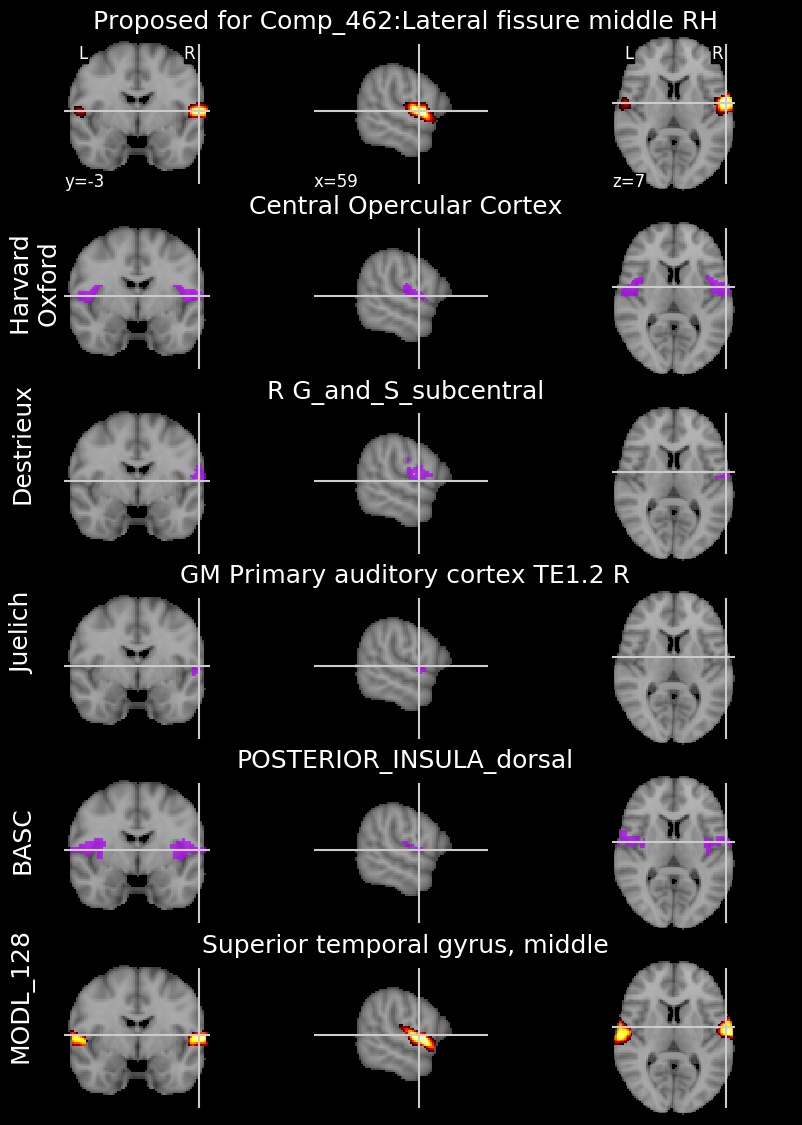 Proposed for Comp_462:Lateral fissure middle RH
L R L R
y=-3 x=59 z=7
Central Opercular Cortex
Harvard
Oxford
R G_and_S_subcentral
Destrieux
GM Primary auditory cortex TE1.2 R
Juelich
POSTERIOR_INSULA_dorsal
BASC
Superior temporal gyrus, middle
MODL_128